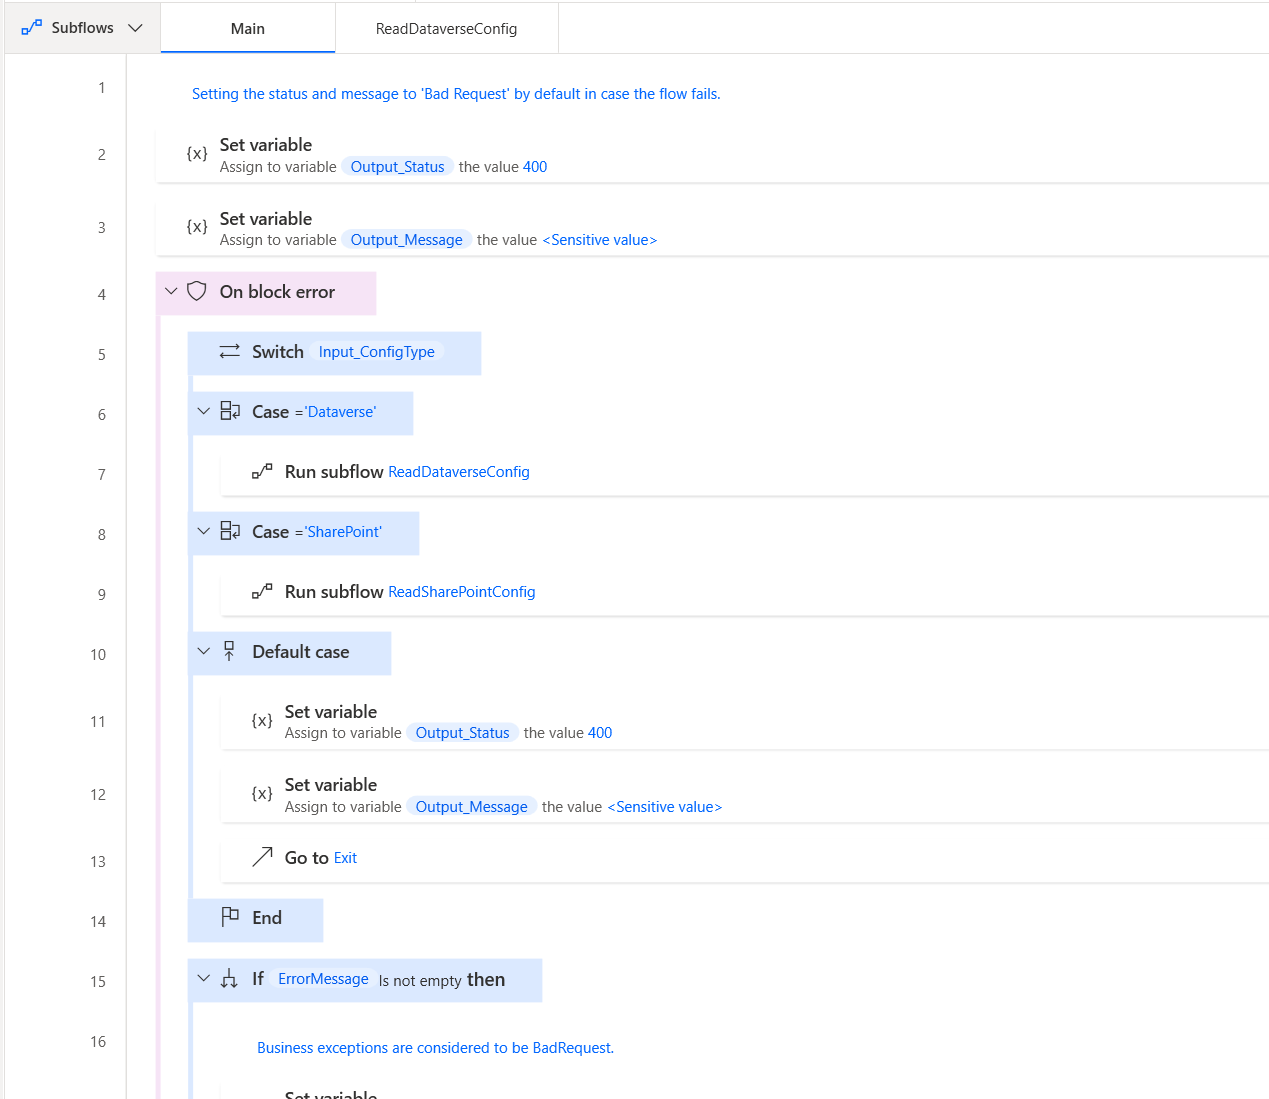 Subflows Main ReadDataverseConfig
1
Setting the status and message to 'Bad Request' by default in case the flow fails.
2 {x} Set variable
Assign to variable Output_Status the value 400
3 {x} Set variable
Assign to variable Output_Message the value <Sensitive value>
4 On block error
5 Switch Input_ConfigType
6 Case ='Dataverse'
7 Run subflow ReadDataverseConfig
8 Case ='SharePoint'
9 Run subflow ReadSharePointConfig
10 Default case
11 {x} Set variable
Assign to variable Output_Status the value 400
12 {x} Set variable
Assign to variable Output_Message the value <Sensitive value>
13 Go to Exit
14 End
15 If ErrorMessage Is not empty then
16
Business exceptions are considered to be BadRequest.
Set variable